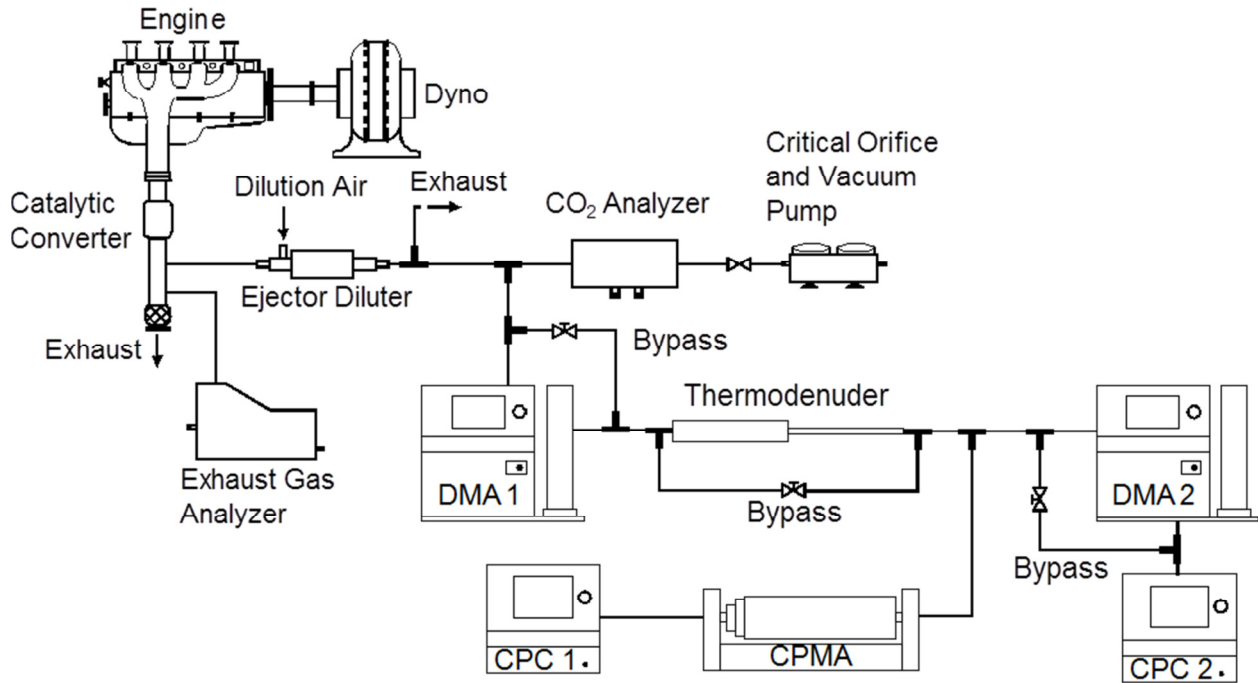 Engine
Dyno
Critical Orifice
and Vacuum
Pump
Dilution Air
Exhaust
CO₂ Analyzer
Catalytic
Converter
Ejector Diluter
Exhaust
Bypass
Thermodenuder
Exhaust Gas
Analyzer
DMA 1
Bypass
DMA 2
Bypass
CPC 1
CPMA
CPC 2